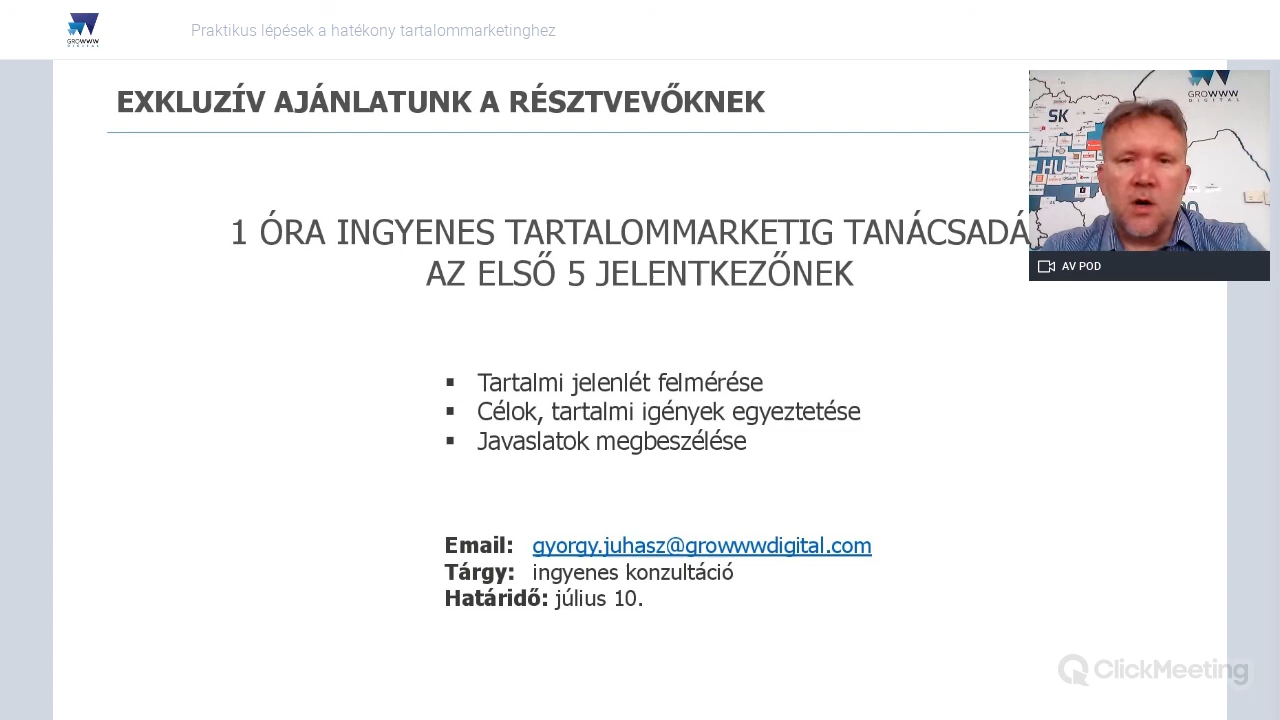 GROWWW
DIGITAL
Praktikus lépések a hatékony tartalommarketinghez
EXKLUZÍV AJÁNLATUNK A RÉSZTVEVŐKNEK
GROWWW
DIGITAL
SK
HU
1 ÓRA INGYENES TARTALOMMARKETIG TANÁCSADÁ
AZ ELSŐ 5 JELENTKEZŐNEK
AV POD
▪ Tartalmi jelenlét felmérése
▪ Célok, tartalmi igények egyeztetése
▪ Javaslatok megbeszélése
Email: gyorgy.juhasz@growwwdigital.com
Tárgy: ingyenes konzultáció
Határidő: július 10.
ClickMeeting